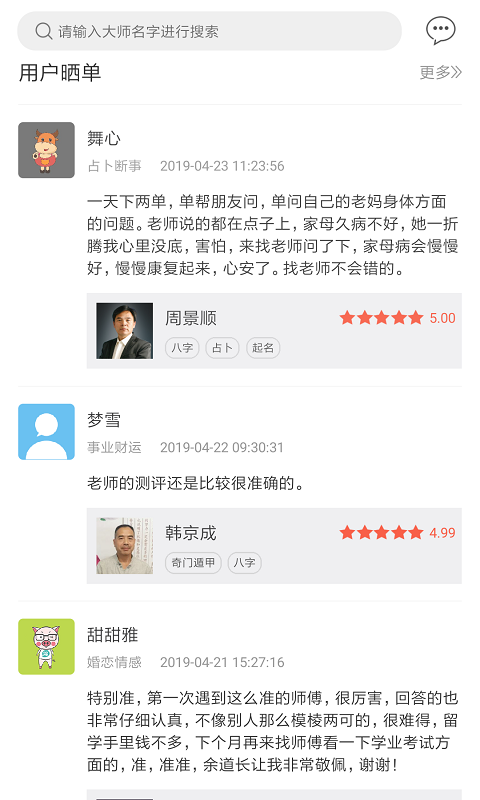 请输入大师名字进行搜索
用户晒单
更多
舞心
占卜断事 2019-04-23 11:23:56
一天下两单，单帮朋友问，单问自己的老妈身体方面
的问题。老师说的都在点子上，家母久病不好，她一折
腾我心里没底，害怕，来找老师问了下，家母病会慢慢
好，慢慢康复起来，心安了。找老师不会错的。
周景顺 5.00
八字 占卜 起名
梦雪
事业财运 2019-04-22 09:30:31
老师的测评还是比较很准确的。
韩京成 4.99
奇门遁甲 八字
甜甜雅
婚恋情感 2019-04-21 15:27:16
特别准，第一次遇到这么准的师傅，很厉害，回答的也
非常仔细认真，不像别人那么模棱两可的，很难得，留
学手里钱不多，下个月再来找师傅看一下学业考试方
面的，准，准准，余道长让我非常敬佩，谢谢！